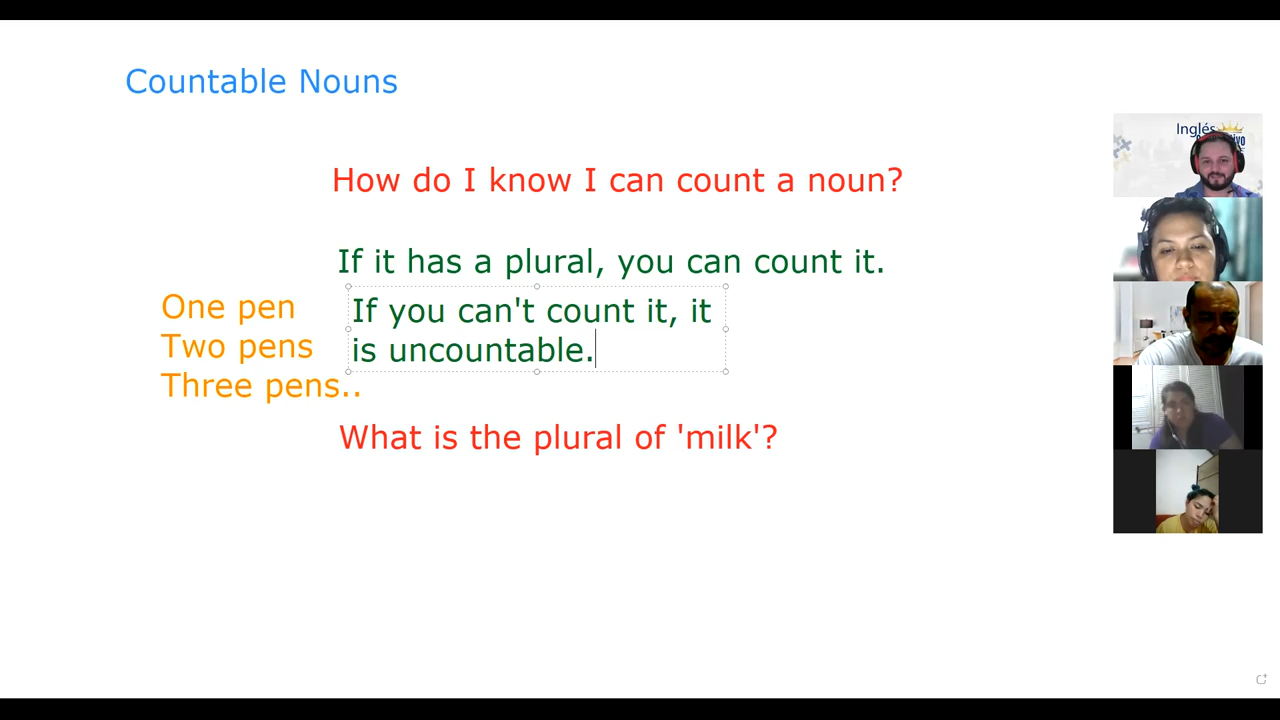 Countable Nouns
How do I know I can count a noun?
If it has a plural, you can count it.
One pen
Two pens
Three pens..
If you can't count it, it
is uncountable.
What is the plural of 'milk'?
Inglés